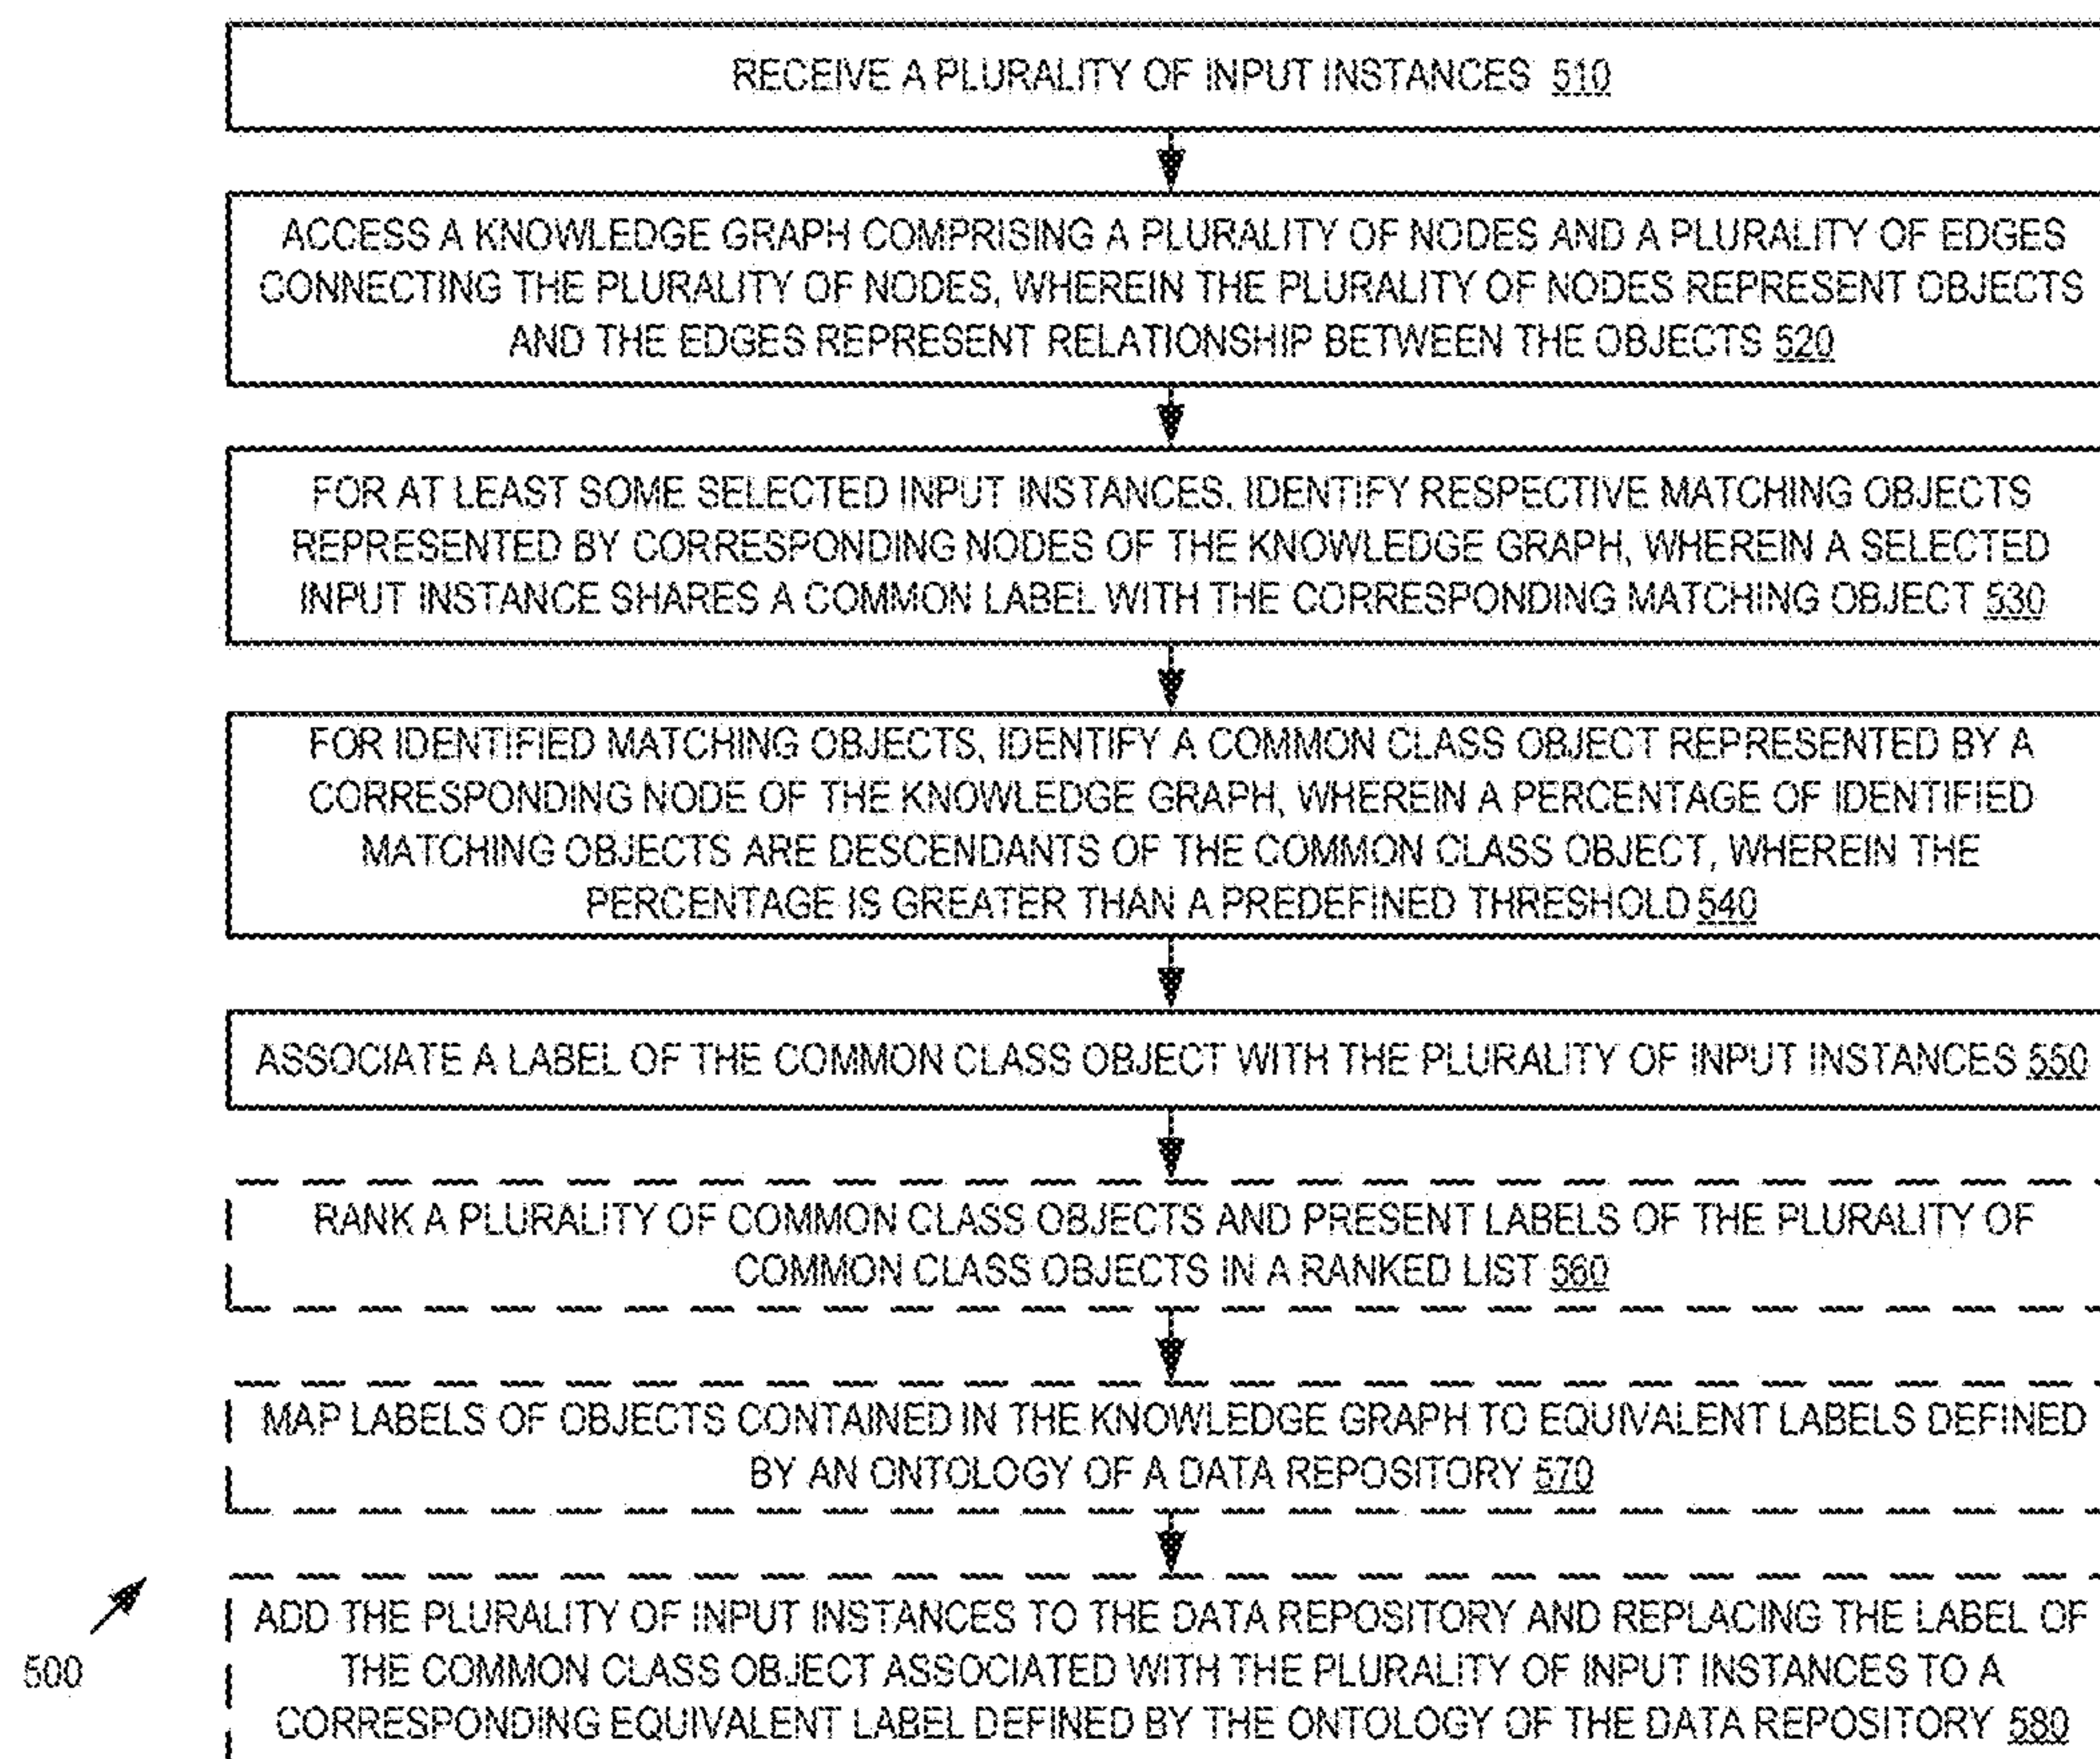 RECEIVE A PLURALITY OF INPUT INSTANCES 510
ACCESS A KNOWLEDGE GRAPH COMPRISING A PLURALITY OF NODES AND A PLURALITY OF EDGES
CONNECTING THE PLURALITY OF NODES, WHEREIN THE PLURALITY OF NODES REPRESENT OBJECTS
AND THE EDGES REPRESENT RELATIONSHIP BETWEEN THE OBJECTS 520
FOR AT LEAST SOME SELECTED INPUT INSTANCES, IDENTIFY RESPECTIVE MATCHING OBJECTS
REPRESENTED BY CORRESPONDING NODES OF THE KNOWLEDGE GRAPH, WHEREIN A SELECTED
INPUT INSTANCE SHARES A COMMON LABEL WITH THE CORRESPONDING MATCHING OBJECT 530
FOR IDENTIFIED MATCHING OBJECTS, IDENTIFY A COMMON CLASS OBJECT REPRESENTED BY A
CORRESPONDING NODE OF THE KNOWLEDGE GRAPH, WHEREIN A PERCENTAGE OF IDENTIFIED
MATCHING OBJECTS ARE DESCENDANTS OF THE COMMON CLASS OBJECT, WHEREIN THE
PERCENTAGE IS GREATER THAN A PREDEFINED THRESHOLD 540
ASSOCIATE A LABEL OF THE COMMON CLASS OBJECT WITH THE PLURALITY OF INPUT INSTANCES 550
RANK A PLURALITY OF COMMON CLASS OBJECTS AND PRESENT LABELS OF THE PLURALITY OF
COMMON CLASS OBJECTS IN A RANKED LIST 560
MAP LABELS OF OBJECTS CONTAINED IN THE KNOWLEDGE GRAPH TO EQUIVALENT LABELS DEFINED
BY AN ONTOLOGY OF A DATA REPOSITORY 570
ADD THE PLURALITY OF INPUT INSTANCES TO THE DATA REPOSITORY AND REPLACING THE LABEL OF
THE COMMON CLASS OBJECT ASSOCIATED WITH THE PLURALITY OF INPUT INSTANCES TO A
CORRESPONDING EQUIVALENT LABEL DEFINED BY THE ONTOLOGY OF THE DATA REPOSITORY 580
500